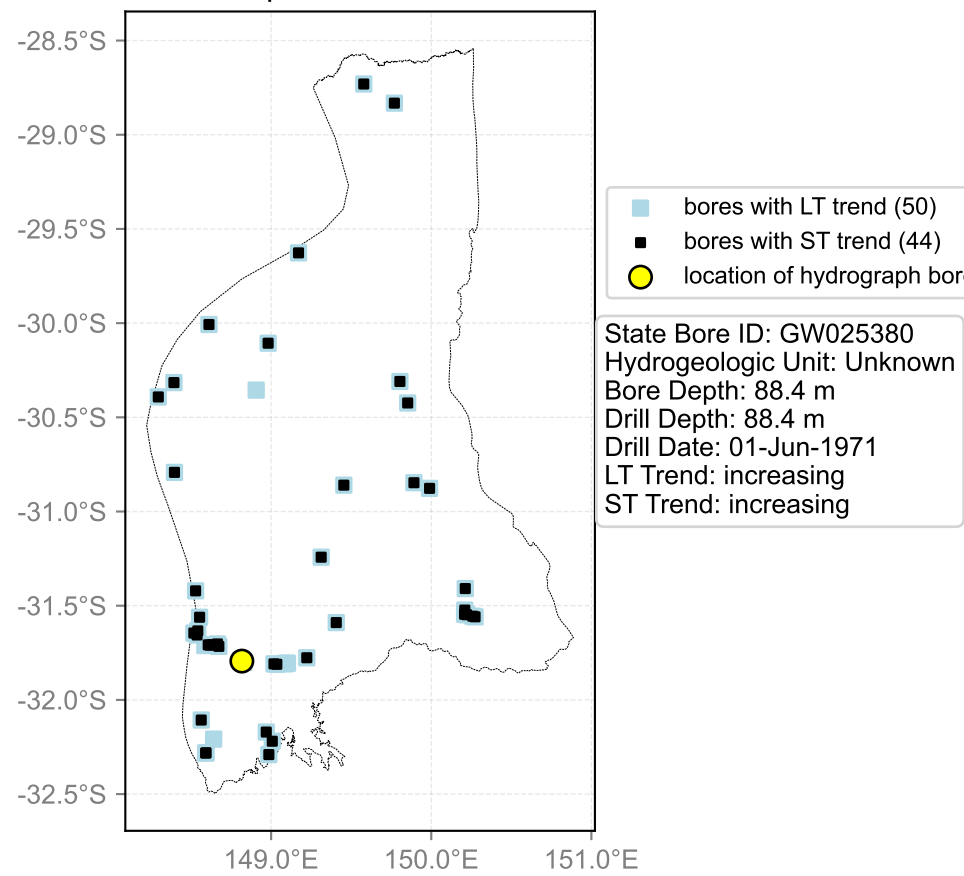 -28.5°S
-29.0°S
-29.5°S
-30.0°S
-30.5°S
-31.0°S
-31.5°S
-32.0°S
-32.5°S
149.0°E 150.0°E 151.0°E
bores with LT trend (50)
bores with ST trend (44)
location of hydrograph bor
State Bore ID: GW025380
Hydrogeologic Unit: Unknown
Bore Depth: 88.4 m
Drill Depth: 88.4 m
Drill Date: 01-Jun-1971
LT Trend: increasing
ST Trend: increasing